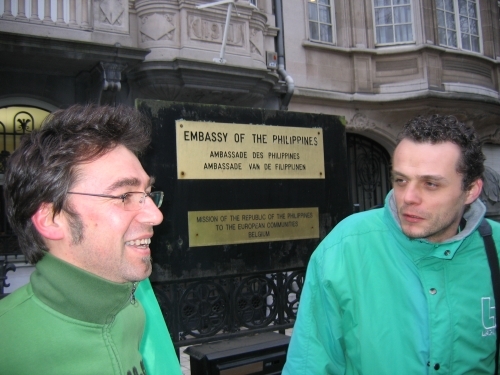 EMBASSY OF THE PHILIPPINES
AMBASSADE DES PHILIPPINES
AMBASSADE VAN DE FILIPPIJNEN
MISSION OF THE REPUBLIC OF THE PHILIPPINES
TO THE EUROPEAN COMMUNITIES
BELGIUM